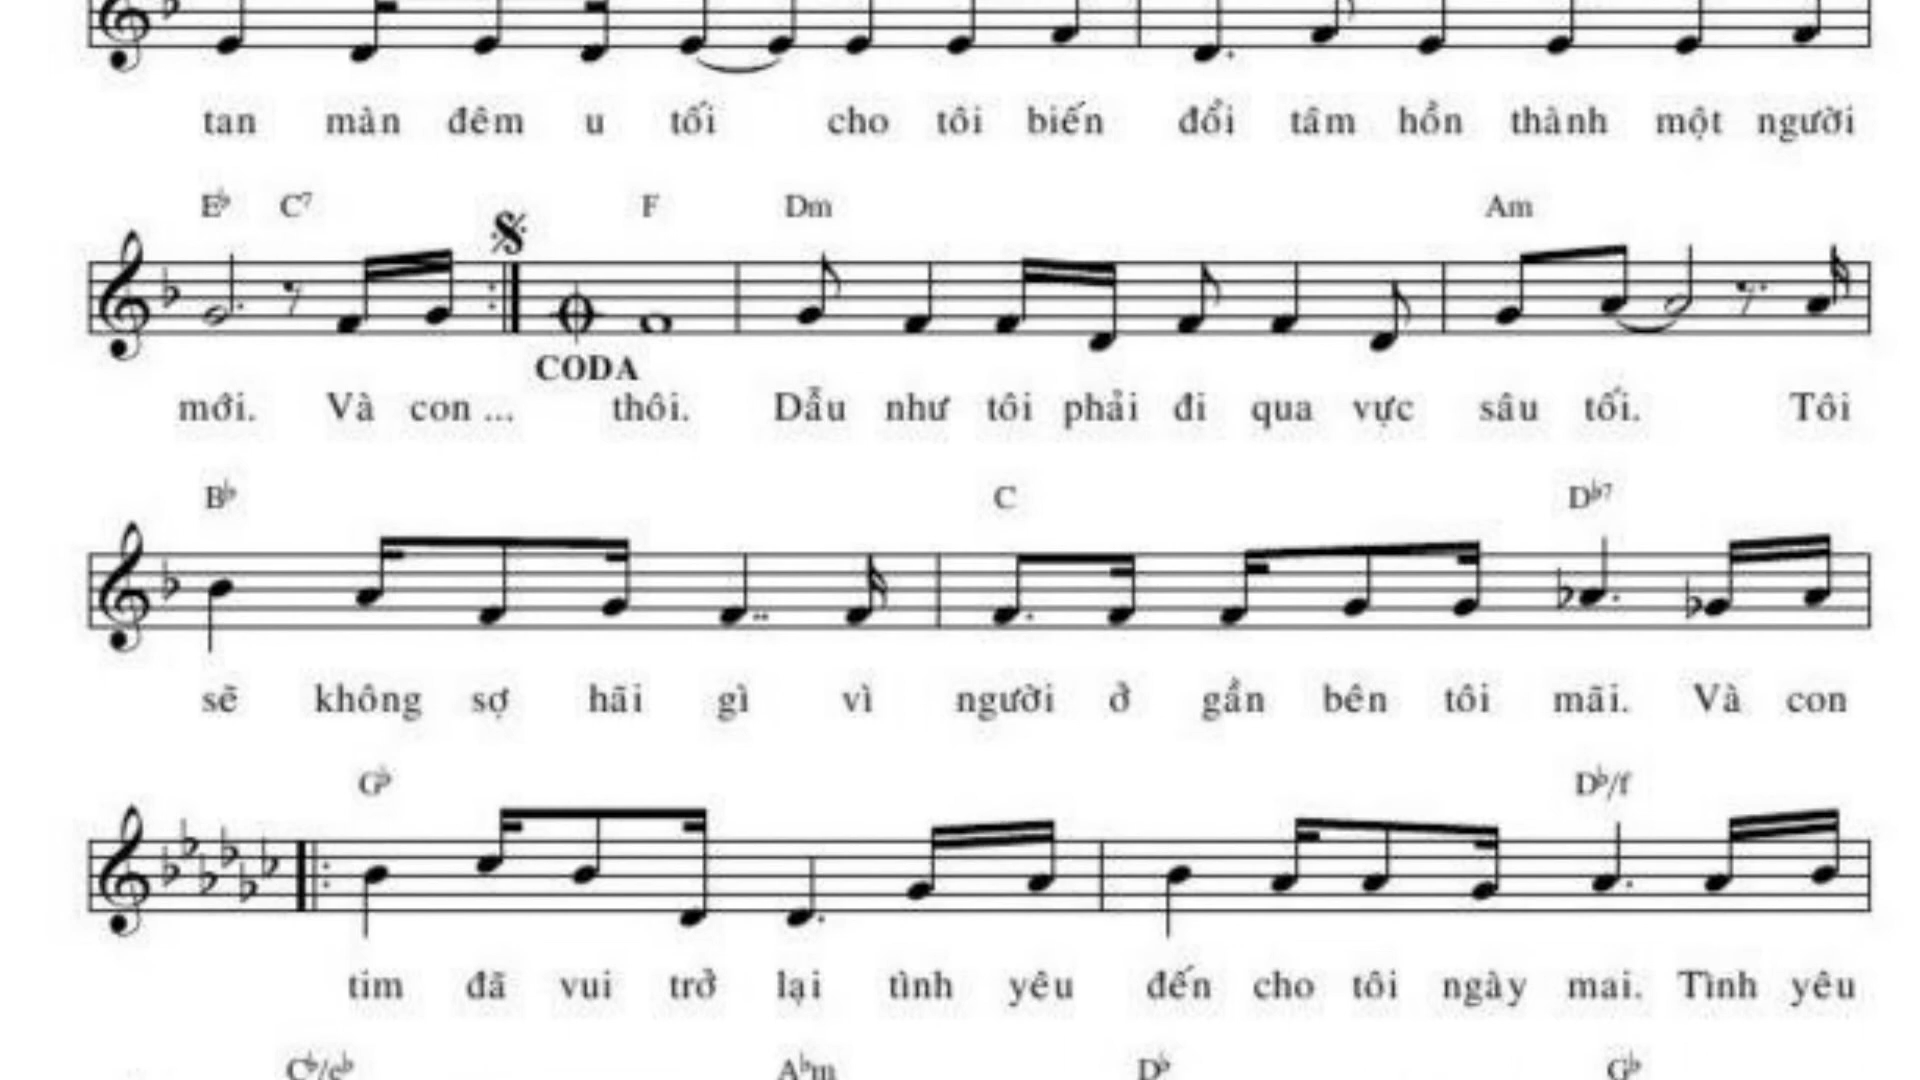 tan màn đêm u tối cho tôi biến đổi tâm hồn thành một người
E♭ C7 F Dm Am
CODA
mới. Và con ... thôi. Dẫu như tôi phải đi qua vực sâu tối. Tôi
B♭ C D♭7
sẽ không sợ hãi gì vì người ở gần bên tôi mãi. Và con
G♭ D♭/f
tim đã vui trở lại tình yêu đến cho tôi ngày mai. Tình yêu
C♭/e♭ A♭m D♭ G♭